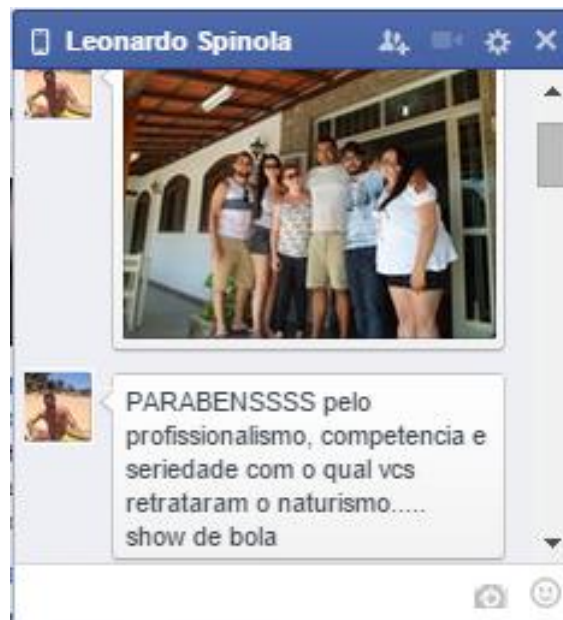 Leonardo Spinola
PARABENSSSS pelo
profissionalismo, competencia e
seriedade com o qual vcs
retrataram o naturismo.....
show de bola